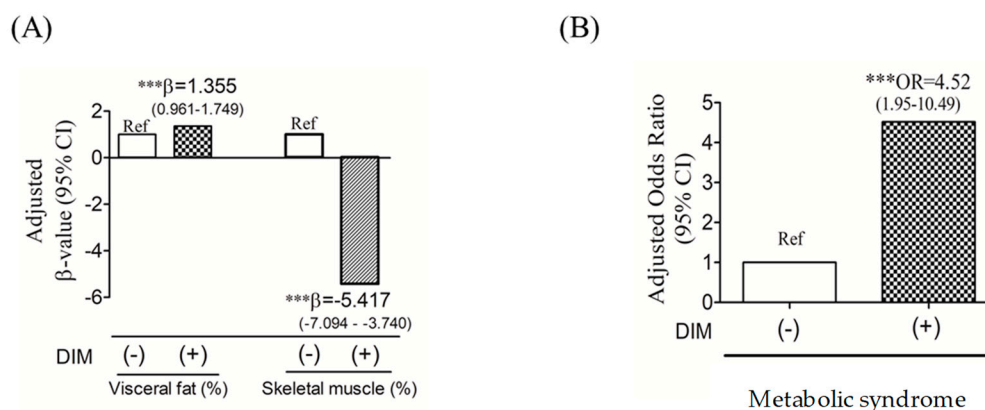 (A)
Adjusted
β-value (95% CI)
***β=1.355
(0.961-1.749)
Ref
Ref
2
0
-2
-4
-6
***β=-5.417
(-7.094 - -3.740)
DIM (-) (+) (-) (+)
Visceral fat (%) Skeletal muscle (%)
(B)
Adjusted Odds Ratio
(95% CI)
***OR=4.52
(1.95-10.49)
5
4
3
2
1
0
Ref
DIM (-) (+)
Metabolic syndrome